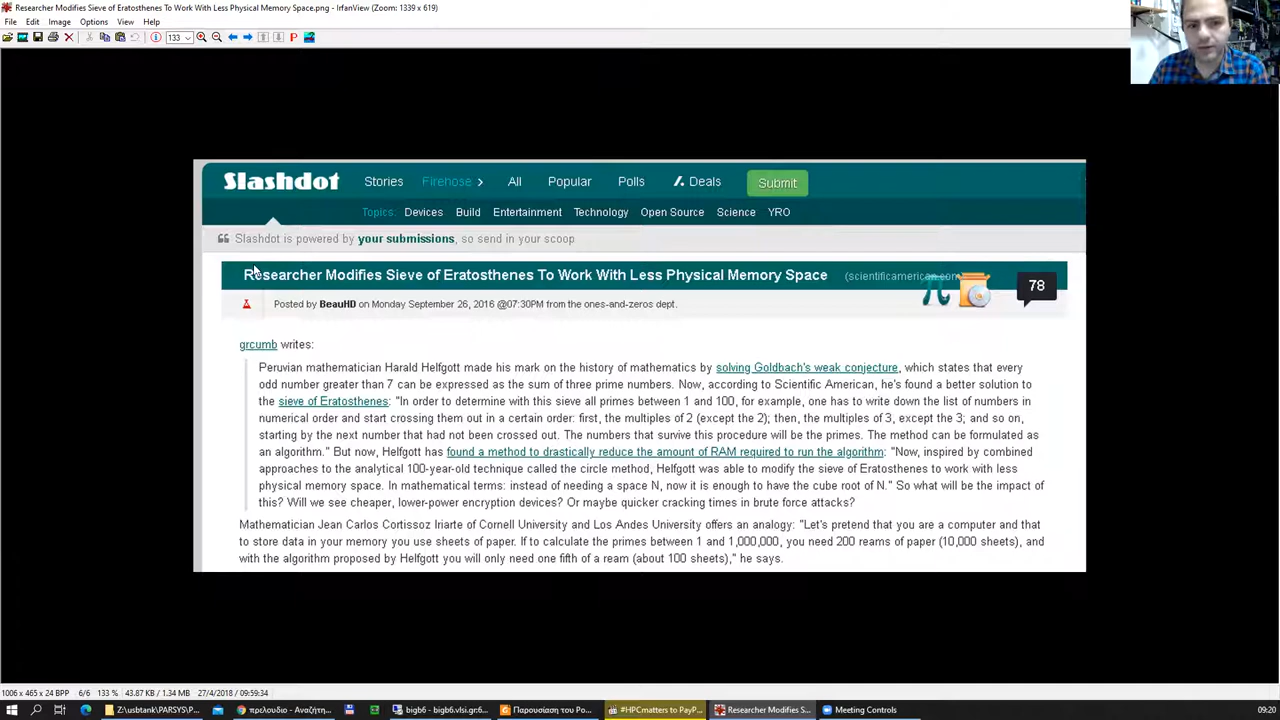 Researcher Modifies Sieve of Eratosthenes To Work With Less Physical Memory Space.png - IrfanView (Zoom: 1339 x 619)
File Edit Image Options View Help
133
Slashdot Stories Firehose > All Popular Polls Deals Submit
Topics: Devices Build Entertainment Technology Open Source Science YRO
Slashdot is powered by your submissions, so send in your scoop
Researcher Modifies Sieve of Eratosthenes To Work With Less Physical Memory Space (scientificamerican.com
78
Posted by BeauHD on Monday September 26, 2016 @07:30PM from the ones-and-zeros dept.
grcumb writes:
Peruvian mathematician Harald Helfgott made his mark on the history of mathematics by solving Goldbach's weak conjecture, which states that every
odd number greater than 7 can be expressed as the sum of three prime numbers. Now, according to Scientific American, he's found a better solution to
the sieve of Eratosthenes: "In order to determine with this sieve all primes between 1 and 100, for example, one has to write down the list of numbers in
numerical order and start crossing them out in a certain order: first, the multiples of 2 (except the 2); then, the multiples of 3, except the 3; and so on,
starting by the next number that had not been crossed out. The numbers that survive this procedure will be the primes. The method can be formulated as
an algorithm." But now, Helfgott has found a method to drastically reduce the amount of RAM required to run the algorithm: "Now, inspired by combined
approaches to the analytical 100-year-old technique called the circle method, Helfgott was able to modify the sieve of Eratosthenes to work with less
physical memory space. In mathematical terms: instead of needing a space N, now it is enough to have the cube root of N." So what will be the impact of
this? Will we see cheaper, lower-power encryption devices? Or maybe quicker cracking times in brute force attacks?
Mathematician Jean Carlos Cortissoz Iriarte of Cornell University and Los Andes University offers an analogy: "Let's pretend that you are a computer and that
to store data in your memory you use sheets of paper. If to calculate the primes between 1 and 1,000,000, you need 200 reams of paper (10,000 sheets), and
with the algorithm proposed by Helfgott you will only need one fifth of a ream (about 100 sheets)," he says.
1006 x 465 x 24 BPP 6/6 133 % 43.87 KB / 1.34 MB 27/4/2018 / 09:59:34
Z:\usbtank\PARSYS\P... πρελουδιο - Αναζήτη... bigb6 - bigb6.vlsi.gr:6... Παρουσίαση του Po... #HPCmatters to PayP... Researcher Modifies S... Meeting Controls 09:20